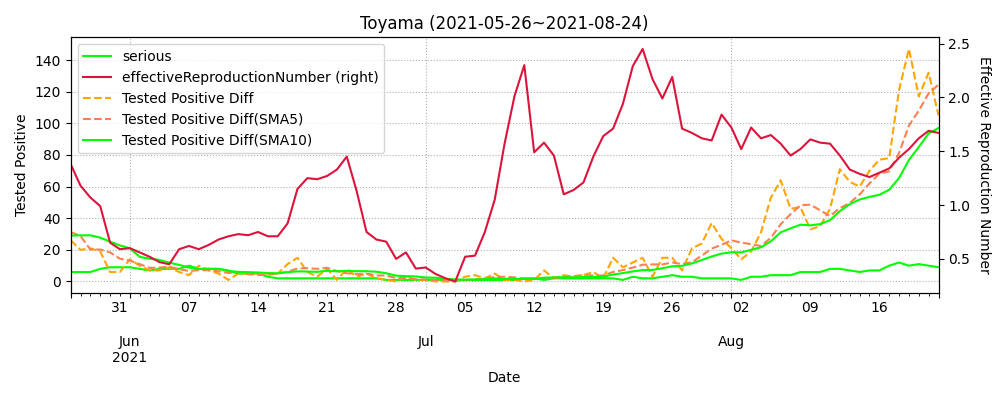 Toyama (2021-05-26~2021-08-24)
serious
effectiveReproductionNumber (right)
Tested Positive Diff
Tested Positive Diff(SMA5)
Tested Positive Diff(SMA10)
Tested Positive
140
120
100
80
60
40
20
0
2.5
2.0
1.5
1.0
0.5
Effective Reproduction Number
31 07 14 21 28 05 12 19 26 02 09 16
Jun Jul Aug
2021
Date